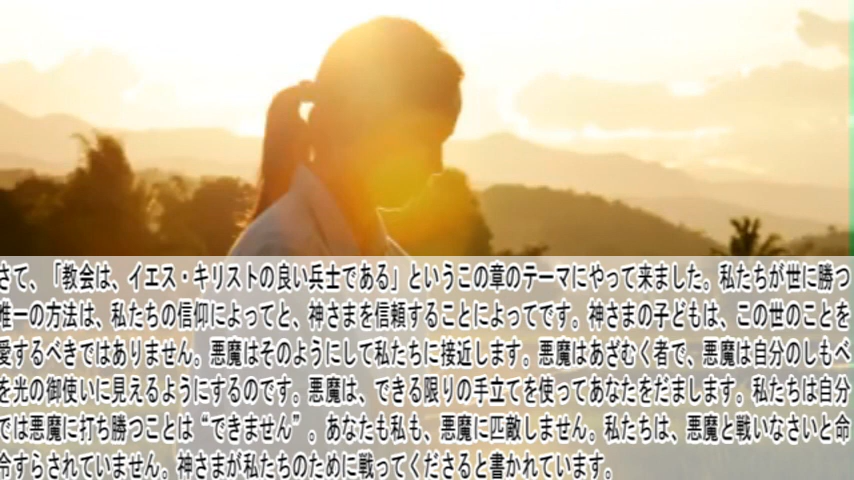 さて、「教会は、イエス・キリストの良い兵士である」というこの章のテーマにやって来ました。私たちが世に勝つ
唯一の方法は、私たちの信仰によってと、神さまを信頼することによってです。神さまの子どもは、この世のことを
愛するべきではありません。悪魔はそのようにして私たちに接近します。悪魔はあざむく者で、悪魔は自分のしもべ
を光の御使いに見えるようにするのです。悪魔は、できる限りの手立てを使ってあなたをだまします。私たちは自分
では悪魔に打ち勝つことは“できません”。あなたも私も、悪魔に匹敵しません。私たちは、悪魔と戦いなさいと命
令すらされていません。神さまが私たちのために戦ってくださると書かれています。